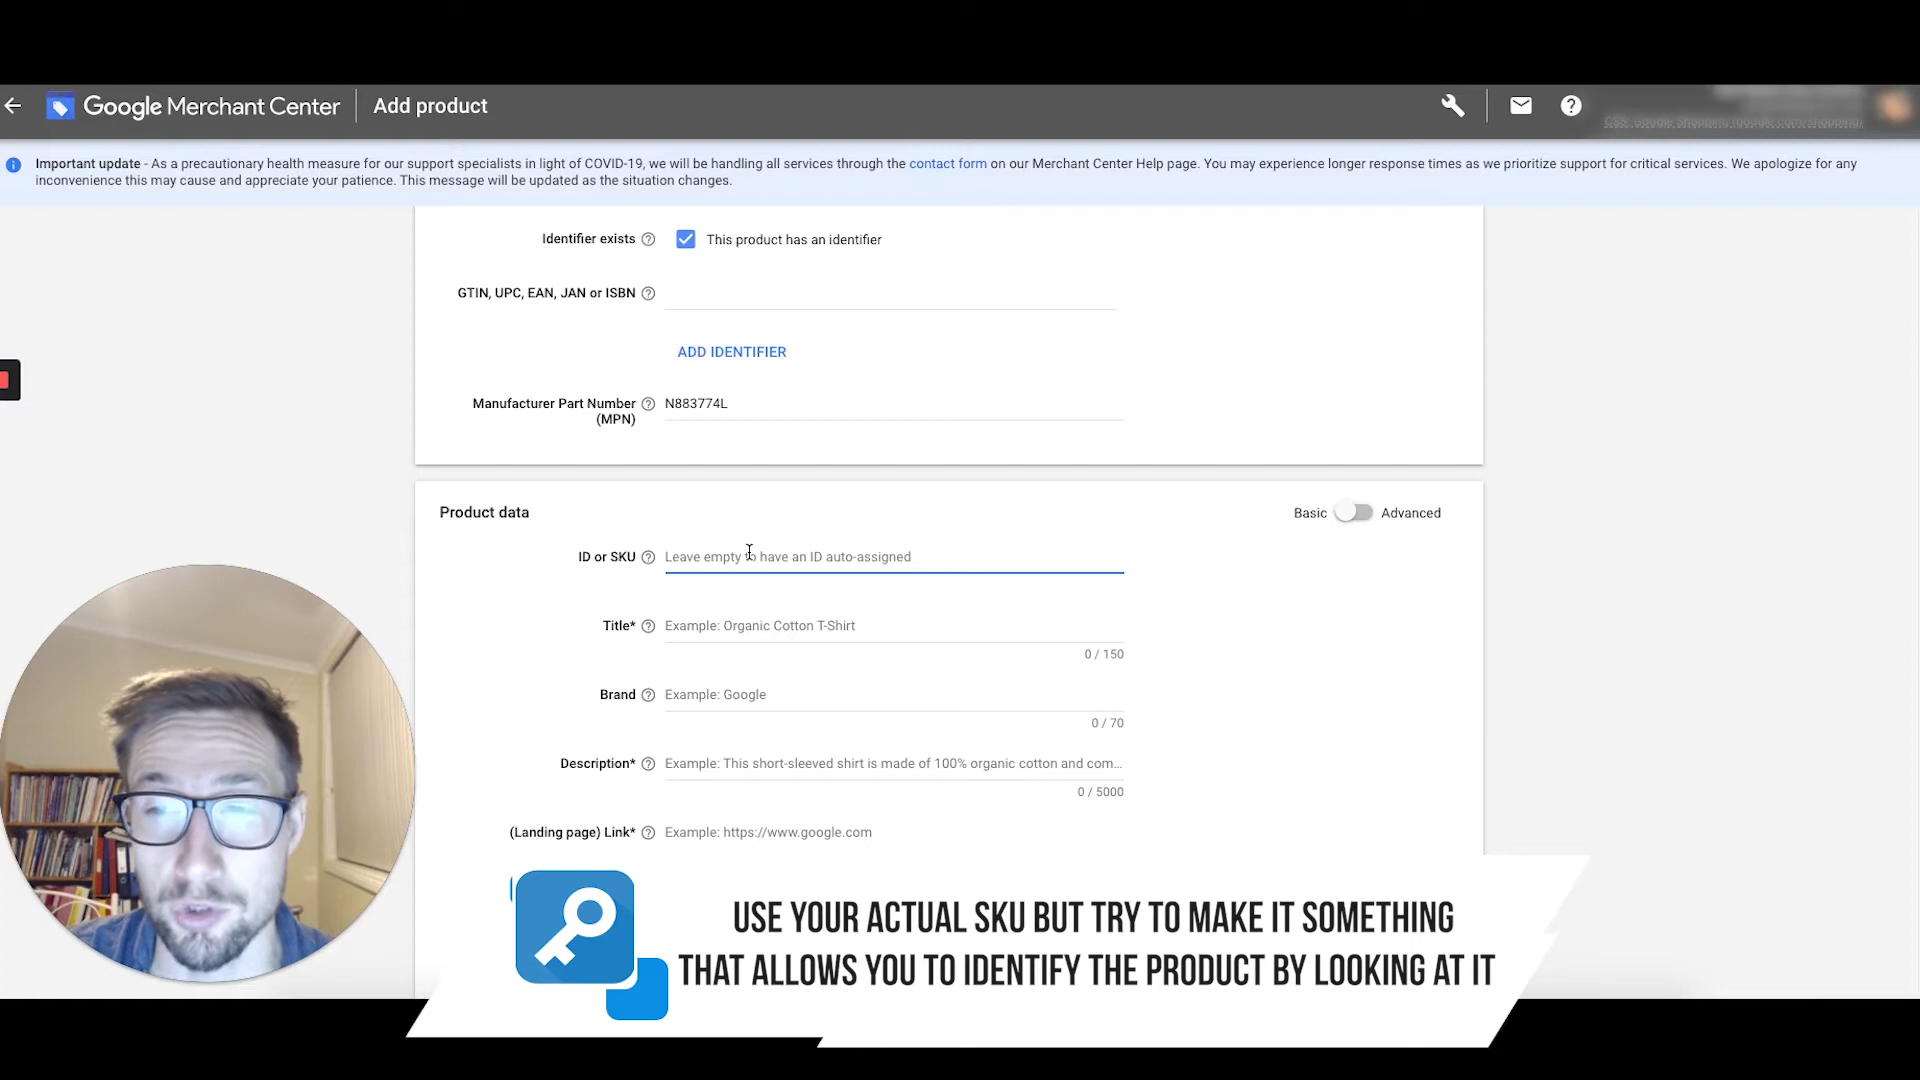 Google Merchant Center
Add product
Important update - As a precautionary health measure for our support specialists in light of COVID-19, we will be handling all services through the contact form on our Merchant Center Help page. You may experience longer response times as we prioritize support for critical services. We apologize for any
inconvenience this may cause and appreciate your patience. This message will be updated as the situation changes.
Identifier exists
This product has an identifier
GTIN, UPC, EAN, JAN or ISBN
ADD IDENTIFIER
Manufacturer Part Number
(MPN)
N883774L
Product data
Basic
Advanced
ID or SKU
Leave empty to have an ID auto-assigned
Title*
Example: Organic Cotton T-Shirt
0 / 150
Brand
Example: Google
0 / 70
Description*
Example: This short-sleeved shirt is made of 100% organic cotton and com...
0 / 5000
(Landing page) Link*
Example: https://www.google.com
USE YOUR ACTUAL SKU BUT TRY TO MAKE IT SOMETHING
THAT ALLOWS YOU TO IDENTIFY THE PRODUCT BY LOOKING AT IT